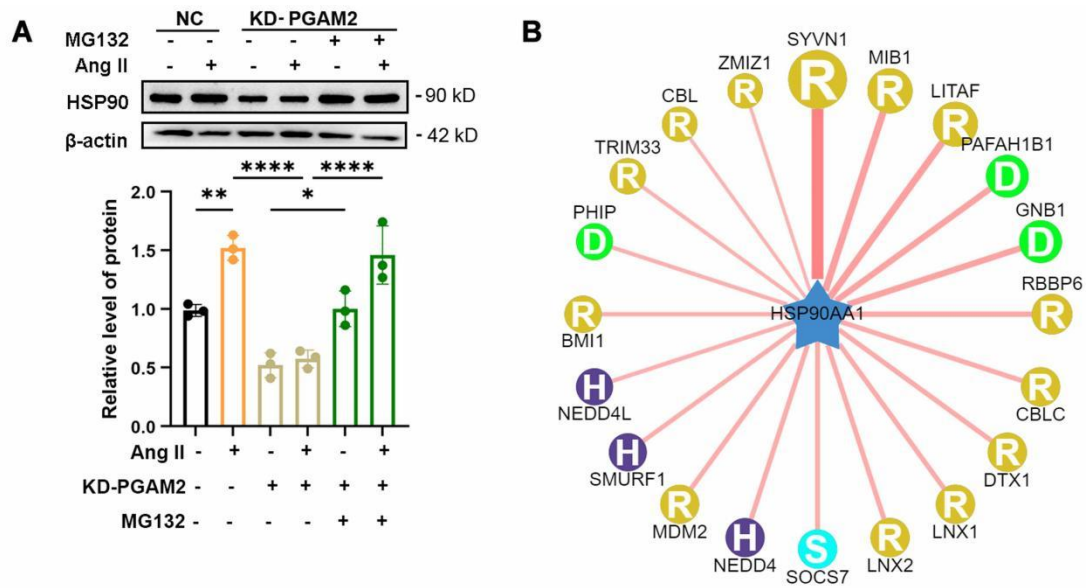 A
NC KD- PGAM2
MG132 - - - - + +
Ang II - + - + - +
HSP90 - 90 kD
β-actin - 42 kD
**** ****
** *
Relative level of protein
2.0
1.5
1.0
0.5
0.0
Ang II - + - + - +
KD-PGAM2 - - + + + +
MG132 - - - - + +
B
SYVN1
R
MIB1
R
LITAF
R
PAFAH1B1
D
GNB1
D
RBBP6
R
CBLC
R
DTX1
R
LNX1
R
LNX2
R
SOCS7
S
NEDD4
H
MDM2
R
SMURF1
H
NEDD4L
H
BMI1
R
PHIP
D
TRIM33
R
CBL
R
ZMIZ1
R
HSP90AA1